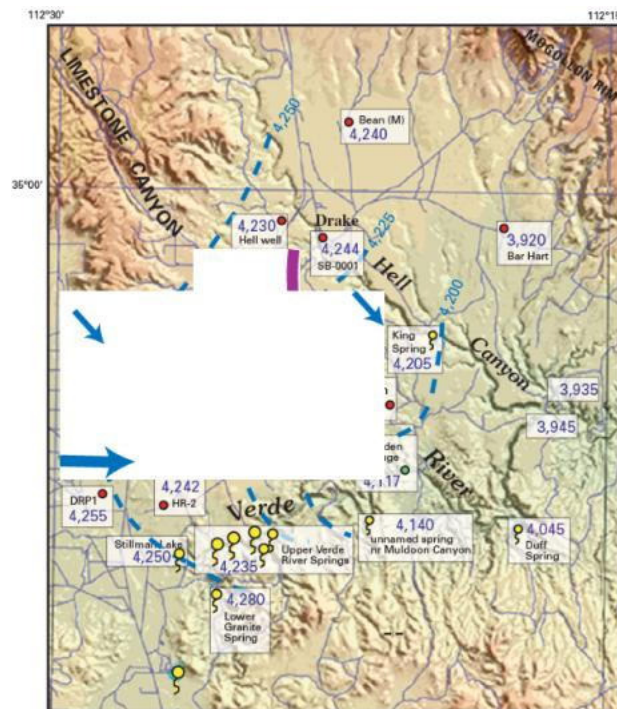 112°30'
112°1
LIMESTONE CANYON
MOGOLLON RIM
4,250
Bean (M)
4,240
35°00'
4,230
Hell well
Drake
4,244
SB-0001
4,225
3,920
Bar Hart
Hell
Canyon
4,200
King
Spring
4,205
3,935
3,945
River
4,117
DRP1
4,255
4,242
HR-2
Verde
Stillman Lake
4,250
4,235
Upper Verde
River Springs
4,140
unnamed spring
nr Muldoon Canyon
4,045
Duff
Spring
4,280
Lower
Granite
Spring